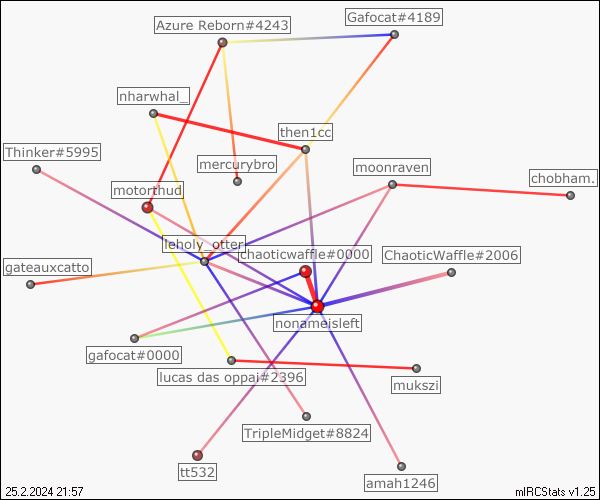 Gafocat#4189
Azure Reborn#4243
nharwhal_
then1cc
Thinker#5995
mercurybro
moonraven
chobham.
motorthud
leholy_otter
chaoticwaffle#0000
ChaoticWaffle#2006
gateauxcatto
nonameisleft
gafocat#0000
lucas das oppai#2396
mukszi
TripleMidget#8824
tt532
amah1246
25.2.2024 21:57
mIRCStats v1.25